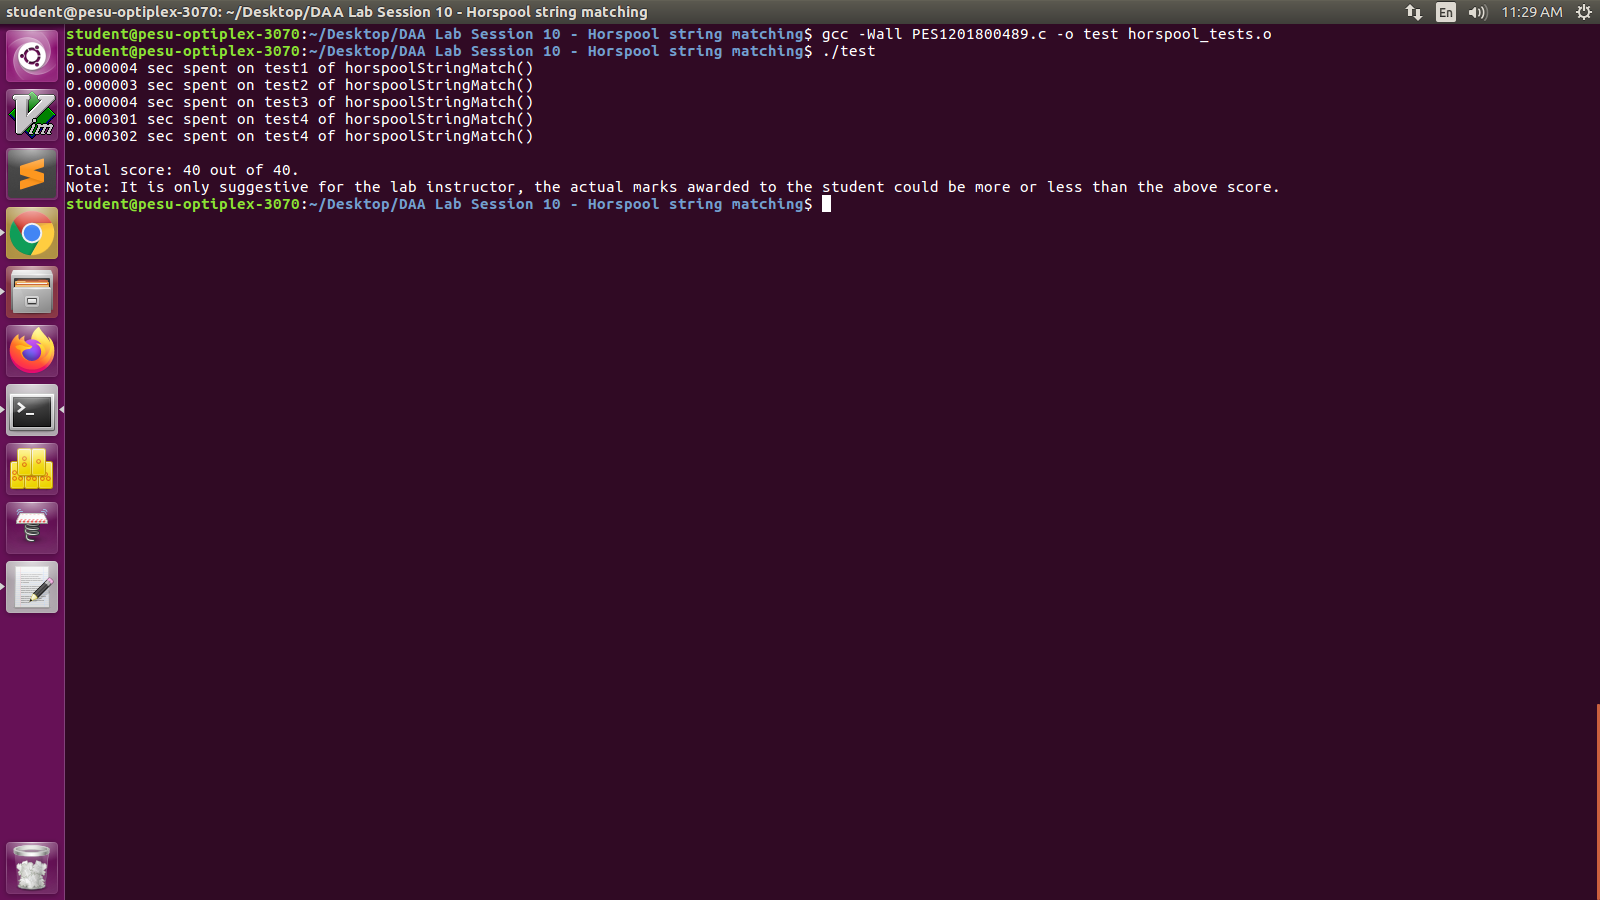 student@pesu-optiplex-3070: ~/Desktop/DAA Lab Session 10 - Horspool string matching
En
11:29 AM
student@pesu-optiplex-3070:~/Desktop/DAA Lab Session 10 - Horspool string matching$ gcc -Wall PES1201800489.c -o test horspool_tests.o
student@pesu-optiplex-3070:~/Desktop/DAA Lab Session 10 - Horspool string matching$ ./test
0.000004 sec spent on test1 of horspoolStringMatch()
0.000003 sec spent on test2 of horspoolStringMatch()
0.000004 sec spent on test3 of horspoolStringMatch()
0.000301 sec spent on test4 of horspoolStringMatch()
0.000302 sec spent on test4 of horspoolStringMatch()
Total score: 40 out of 40.
Note: It is only suggestive for the lab instructor, the actual marks awarded to the student could be more or less than the above score.
student@pesu-optiplex-3070:~/Desktop/DAA Lab Session 10 - Horspool string matching$
Vim
>_